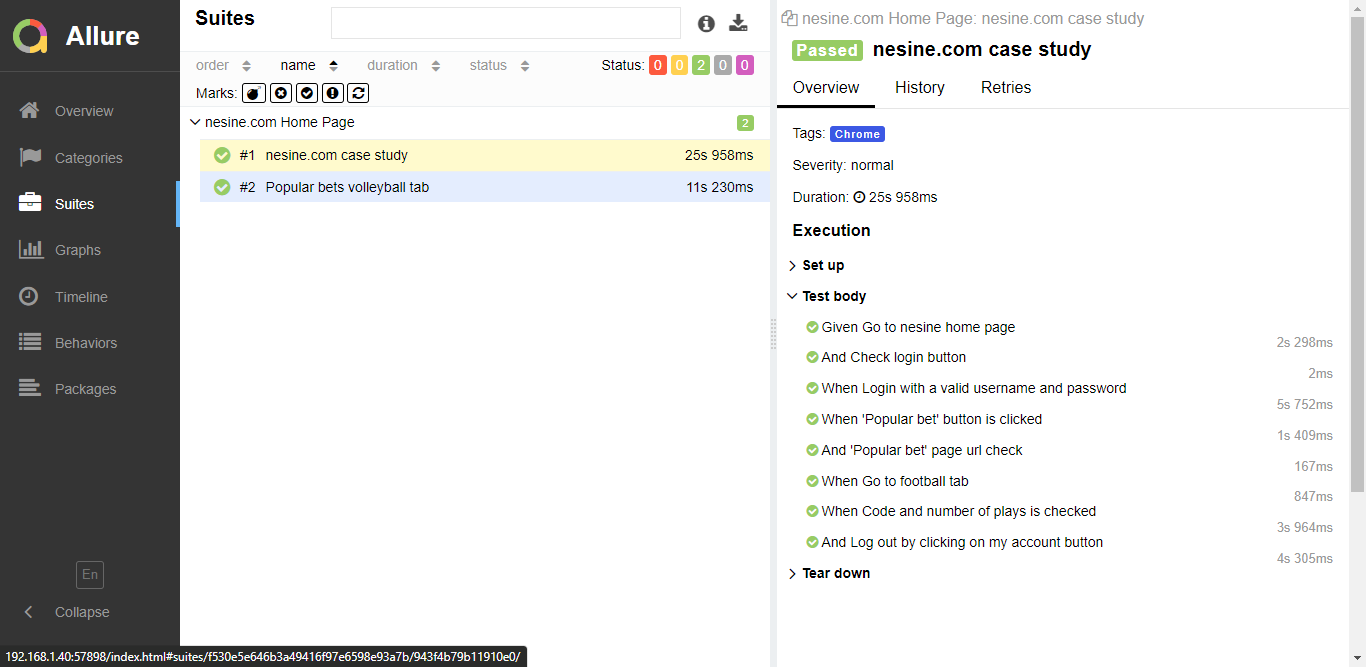 Allure
Overview
Categories
Suites
Graphs
Timeline
Behaviors
Packages
En
Collapse
192.168.1.40:57898/index.html#suites/f530e5e646b3a49416f97e6598e93a7b/943f4b79b11910e0/
Suites
order name duration status Status: 0 0 2 0 0
Marks:
nesine.com Home Page 2
#1 nesine.com case study 25s 958ms
#2 Popular bets volleyball tab 11s 230ms
nesine.com Home Page: nesine.com case study
Passed nesine.com case study
Overview History Retries
Tags: Chrome
Severity: normal
Duration: 25s 958ms
Execution
Set up
Test body
Given Go to nesine home page
2s 298ms
And Check login button
2ms
When Login with a valid username and password
5s 752ms
When 'Popular bet' button is clicked
1s 409ms
And 'Popular bet' page url check
167ms
When Go to football tab
847ms
When Code and number of plays is checked
3s 964ms
And Log out by clicking on my account button
4s 305ms
Tear down